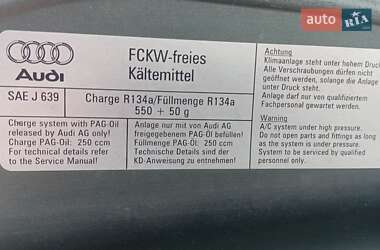 auto RIA.com
Audi
FCKW-freies
Kältemittel
SAE J 639
Charge R134a/Füllmenge R134a
550 + 50 g
Charge system with PAG-Oil
released by Audi AG only!
Charge PAG-Oil: 250 ccm
For technical details refer
to the Service Manual!
Anlage nur mit von Audi AG
freigegebenem PAG-Öl befüllen!
Füllmenge PAG-Öl: 250 ccm
Technische Details sind der
KD-Anweisung zu entnehmen!
Achtung
Klimaanlage steht unter hohem Druck
Alle Verschraubungen dürfen nicht
geöffnet werden, solange die Anlage
unter Druck steht.
Anlage darf nur von qualifiziertem
Fachpersonal gewartet werden.
Warning
A/C system under high pressure.
Do not open parts and fittings as long
as system is under pressure.
System to be serviced by qualified
personnel only.